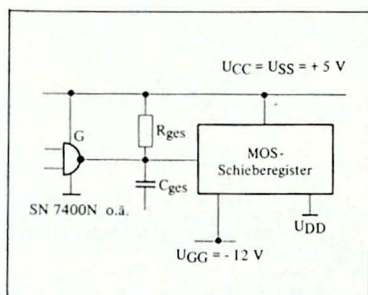 UCC = USS = + 5 V
G
Rges
MOS-
Schieberegister
Cges
SN 7400N o.ä.
UDD
UGG = - 12 V